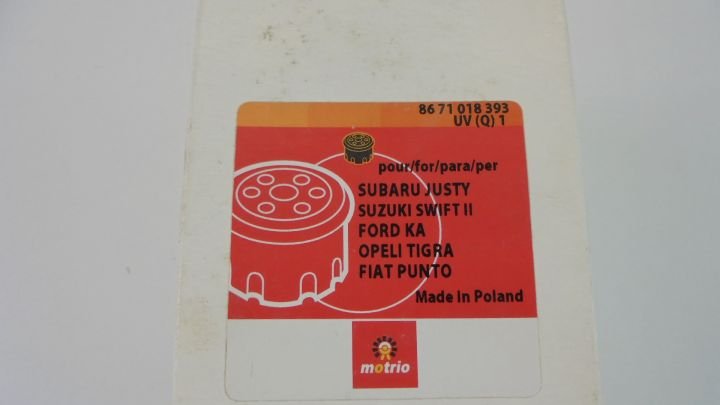 86 71 018 393
UV (Q) 1
pour/for/para/per
SUBARU JUSTY
SUZUKI SWIFT II
FORD KA
OPELI TIGRA
FIAT PUNTO
Made In Poland
motrio